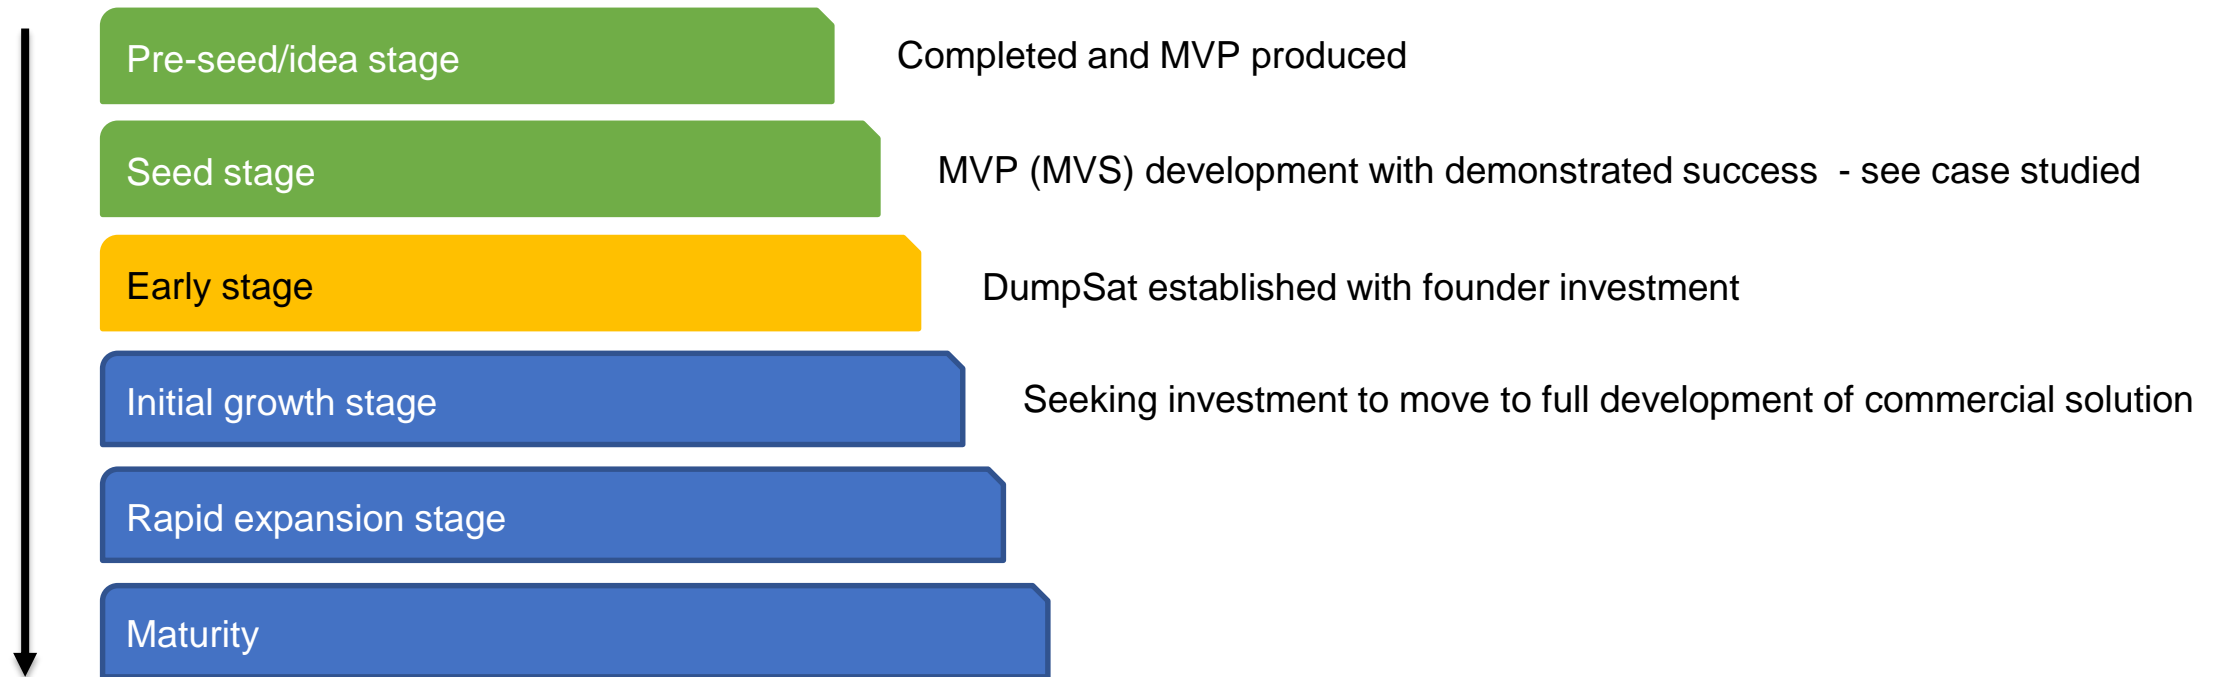 Pre-seed/idea stage
Completed and MVP produced
Seed stage
MVP (MVS) development with demonstrated success  - see case studied
Early stage
DumpSat established with founder investment
Initial growth stage
Seeking investment to move to full development of commercial solution
Rapid expansion stage
Maturity